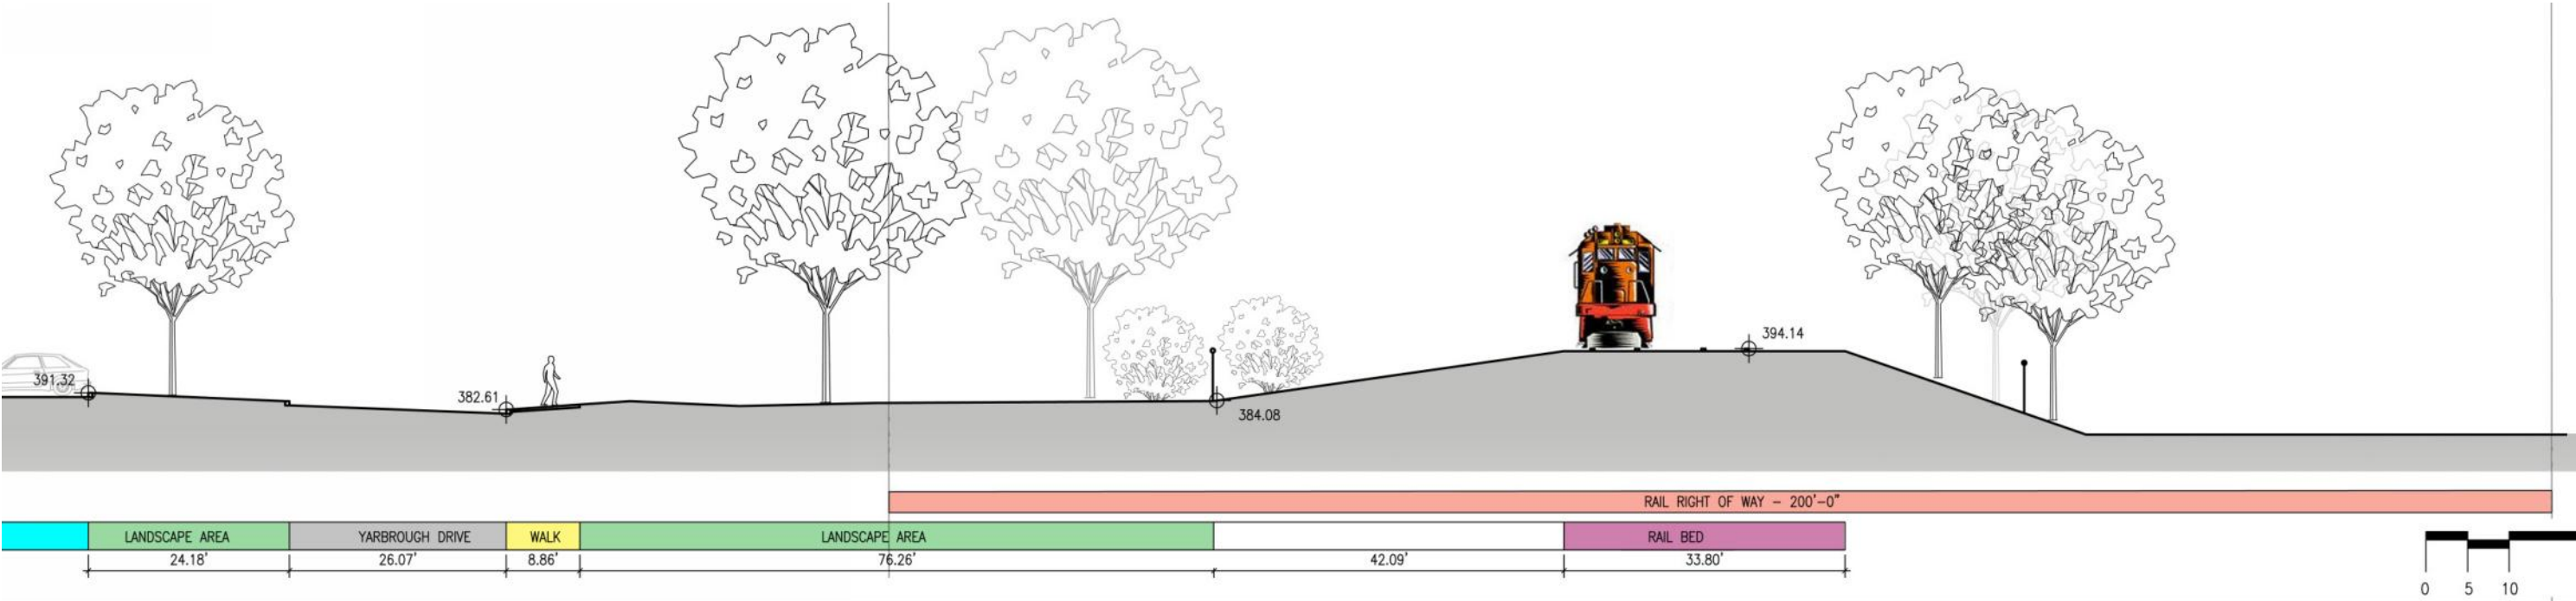 394.14
391.32
382.61
384.08
RAIL RIGHT OF WAY - 200'-0"
LANDSCAPE AREA
YARBROUGH DRIVE
WALK
LANDSCAPE AREA
RAIL BED
24.18'
26.07'
8.86'
76.26'
42.09'
33.80'
0 5 10